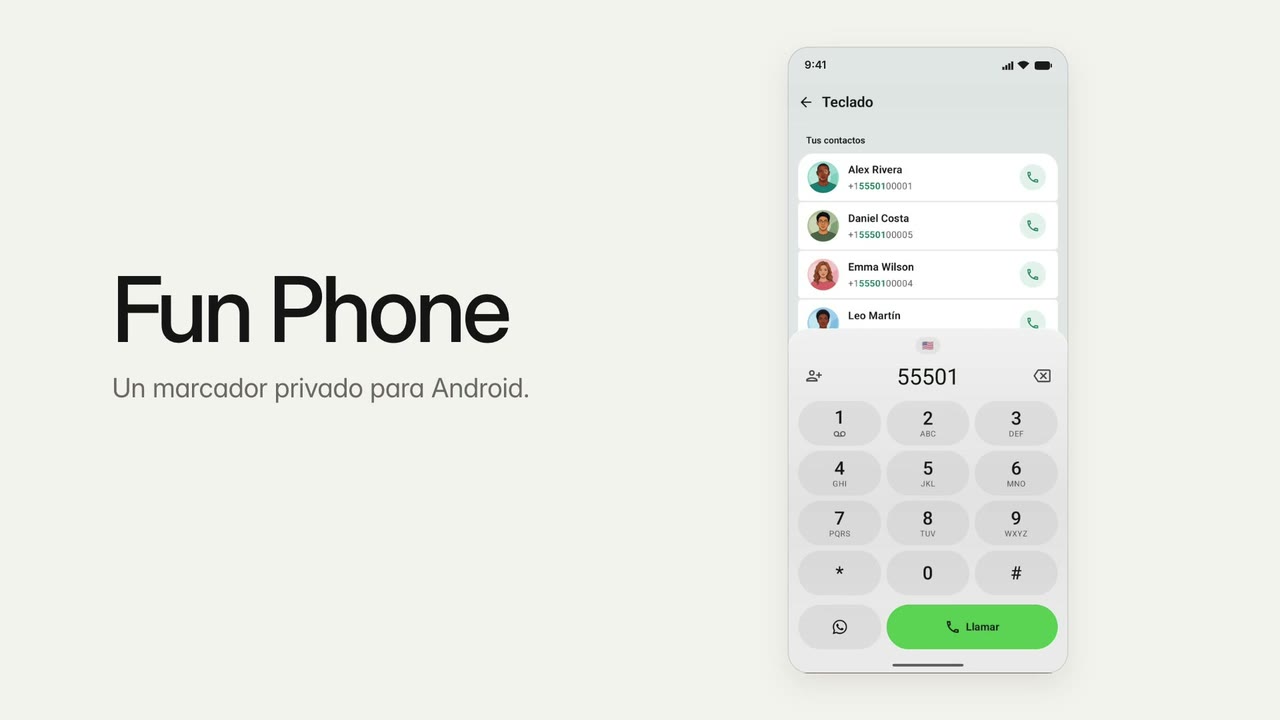 Fun Phone
Un marcador privado para Android.
9:41
Teclado
Tus contactos
Alex Rivera
+15550100001
Daniel Costa
+15550100005
Emma Wilson
+15550100004
Leo Martín
55501
1
2
ABC
3
DEF
4
GHI
5
JKL
6
MNO
7
PQRS
8
TUV
9
WXYZ
*
0
#
Llamar